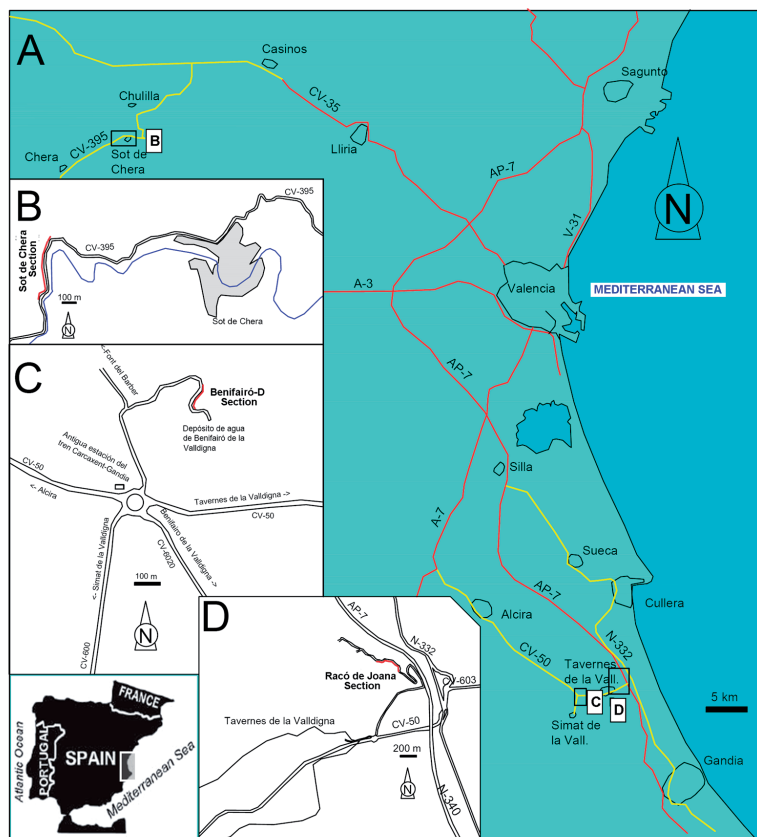 A
Casinos
Chulilla
Sagunto
CV-35
B
CV-395
Sot de
Chera
Chera
Lliria
AP-7
N
V-31
A-3
Valencia
MEDITERRANEAN SEA
AP-7
Silla
A-7
Sueca
AP-7
Cullera
Alcira
N-332
CV-50
Tavernes
de la Vall.
C
D
Simat de
la Vall.
5 km
Gandia
B
CV-395
Sot de Chera
Section
CV-395
100 m
N
Sot de Chera
C
<-Font del Barber
Benifairó-D
Section
Depósito de agua
de Benifairó de la
Valldigna
Antigua estación del
tren Carcaxent-Gandia
CV-50
<- Alcira
Tavernes de la Valldigna ->
CV-50
Benifairo de la Valldigna ->
CV-6020
<- Simat de la Valldigna
CV-600
100 m
N
D
AP-7
N-332
Racó de Joana
Section
CV-603
Tavernes de la Valldigna
CV-50
200 m
N
N-340
FRANCE
Atlantic Ocean
PORTUGAL
SPAIN
Mediterranean Sea